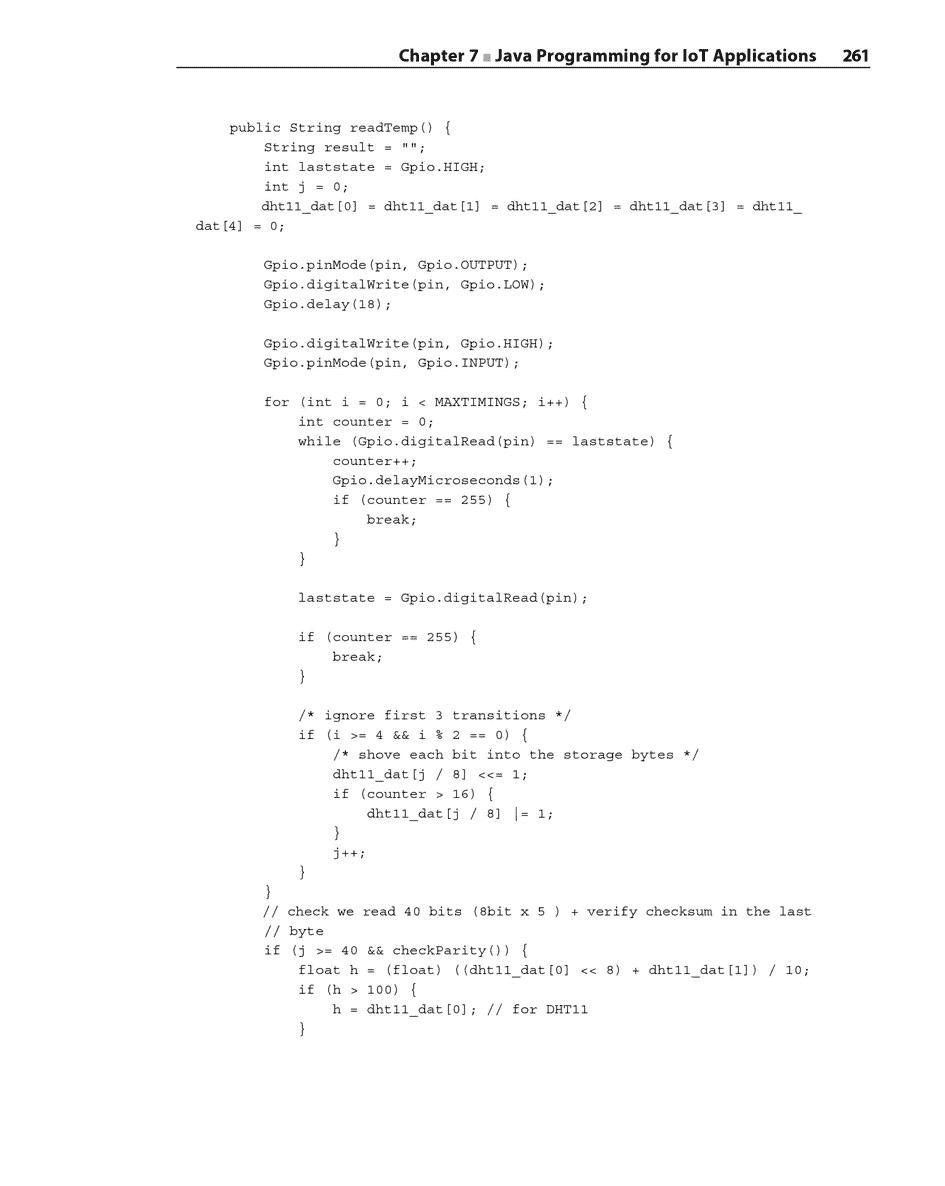 Chapter 7 ■ Java Programming for IoT Applications 261
public String readTemp() {
String result = "";
int laststate = Gpio.HIGH;
int j = 0;
dht11_dat[0] = dht11_dat[1] = dht11_dat[2] = dht11_dat[3] = dht11_
dat[4] = 0;
Gpio.pinMode(pin, Gpio.OUTPUT);
Gpio.digitalWrite(pin, Gpio.LOW);
Gpio.delay(18);
Gpio.digitalWrite(pin, Gpio.HIGH);
Gpio.pinMode(pin, Gpio.INPUT);
for (int i = 0; i < MAXTIMINGS; i++) {
int counter = 0;
while (Gpio.digitalRead(pin) == laststate) {
counter++;
Gpio.delayMicroseconds(1);
if (counter == 255) {
break;
}
}
laststate = Gpio.digitalRead(pin);
if (counter == 255) {
break;
}
/* ignore first 3 transitions */
if (i >= 4 && i % 2 == 0) {
/* shove each bit into the storage bytes */
dht11_dat[j / 8] <<= 1;
if (counter > 16) {
dht11_dat[j / 8] |= 1;
}
j++;
}
}
// check we read 40 bits (8bit x 5 ) + verify checksum in the last
// byte
if (j >= 40 && checkParity()) {
float h = (float) ((dht11_dat[0] << 8) + dht11_dat[1]) / 10;
if (h > 100) {
h = dht11_dat[0]; // for DHT11
}